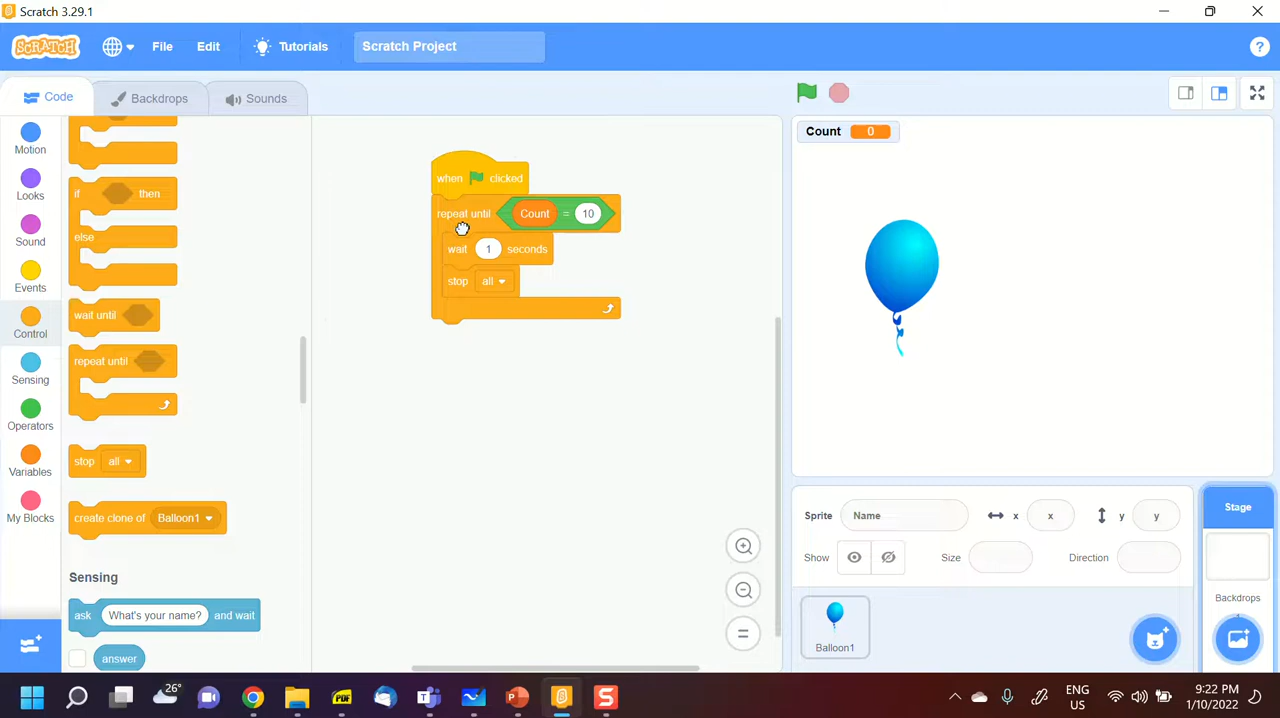 Scratch 3.29.1
SCRATCH
File
Edit
Tutorials
Scratch Project
?
Code
Backdrops
Sounds
Motion
Looks
Sound
Events
Control
Sensing
Operators
Variables
My Blocks
if then
else
wait until
repeat until
stop all
create clone of Balloon1
Sensing
ask What's your name? and wait
answer
when clicked
repeat until Count = 10
wait 1 seconds
stop all
Count 0
Sprite Name x x y y
Show Size Direction
Balloon1
Stage
Backdrops
26°
PDF
ENG
US
9:22 PM
1/10/2022